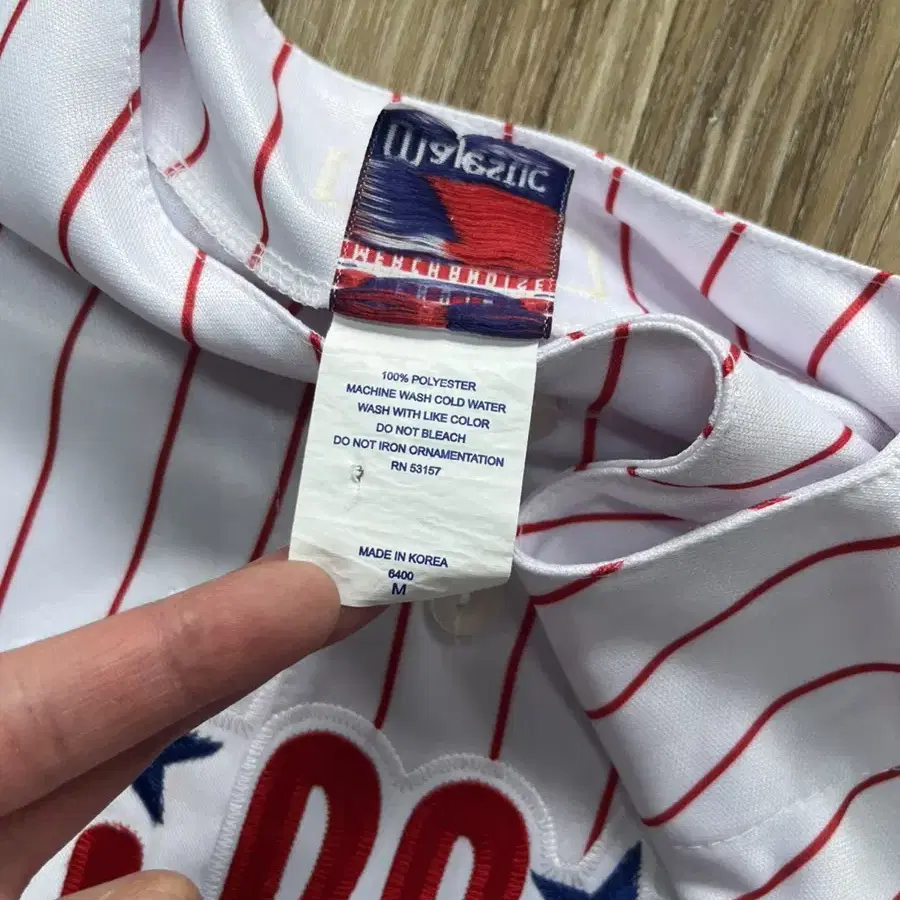 Majestic
MERCHANDISE
100% POLYESTER
MACHINE WASH COLD WATER
WASH WITH LIKE COLOR
DO NOT BLEACH
DO NOT IRON ORNAMENTATION
RN 53157
MADE IN KOREA
6400
M